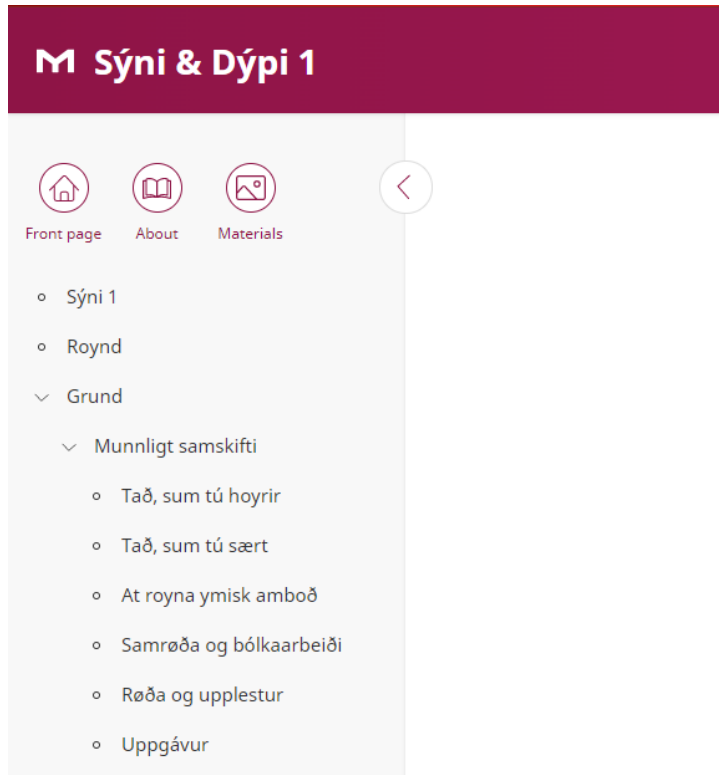 Sýni & Dýpi 1
Front page About Materials
Sýni 1
Roynd
Grund
Munnligt samskifti
Tað, sum tú hoyrir
Tað, sum tú sært
At royna ymisk amboð
Samrøða og bólkaarbeiði
Røða og upplestur
Uppgávur